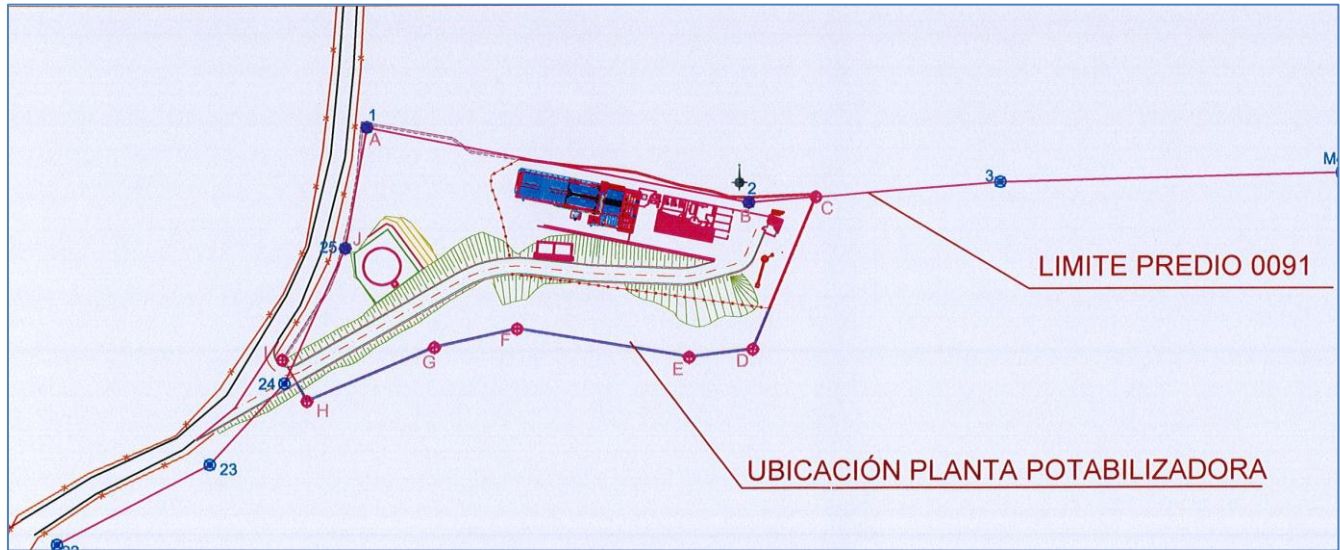 1
A
2
B
C
3
25
J
LIMITE PREDIO 0091
F
G
E
D
24
H
23
UBICACIÓN PLANTA POTABILIZADORA